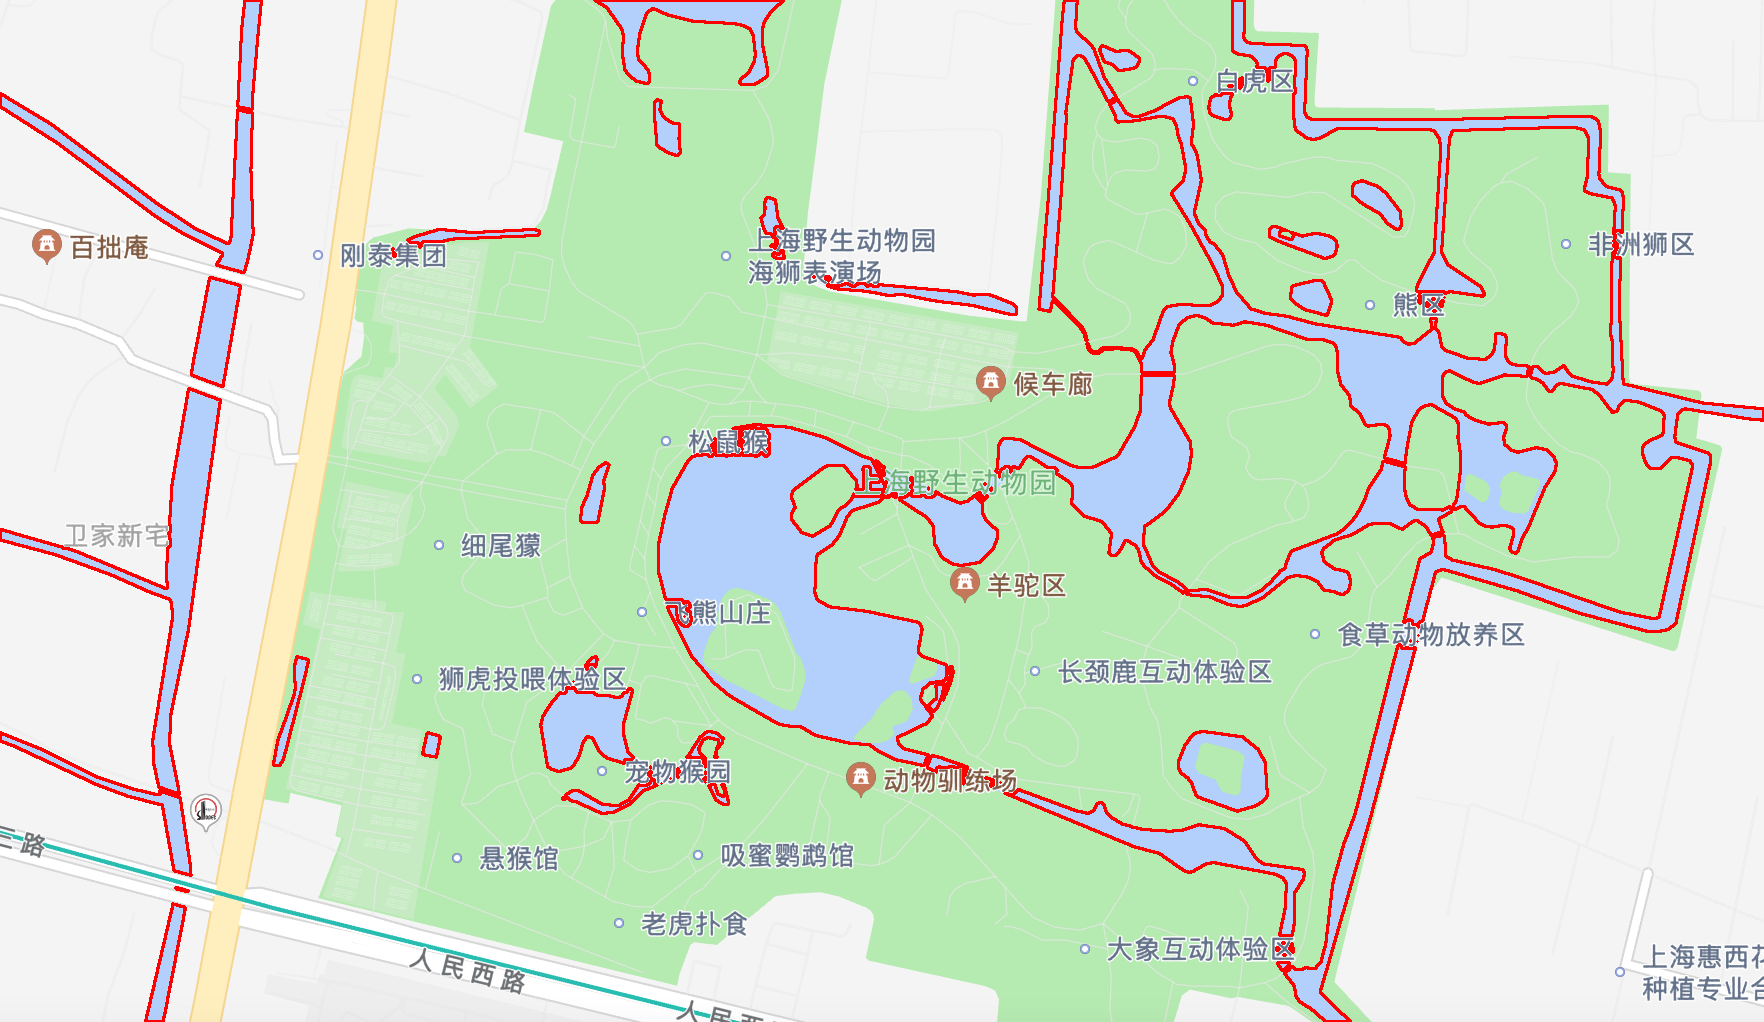 白虎区
百拙庵
刚泰集团
上海野生动物园
海狮表演场
非洲狮区
熊区
候车廊
松鼠猴
上海野生动物园
卫家新宅
细尾獴
羊驼区
飞熊山庄
食草动物放养区
长颈鹿互动体验区
狮虎投喂体验区
宠物猴园
动物驯练场
三路
悬猴馆
吸蜜鹦鹉馆
老虎扑食
大象互动体验区
人民西路
上海惠西花
种植专业合
人民西